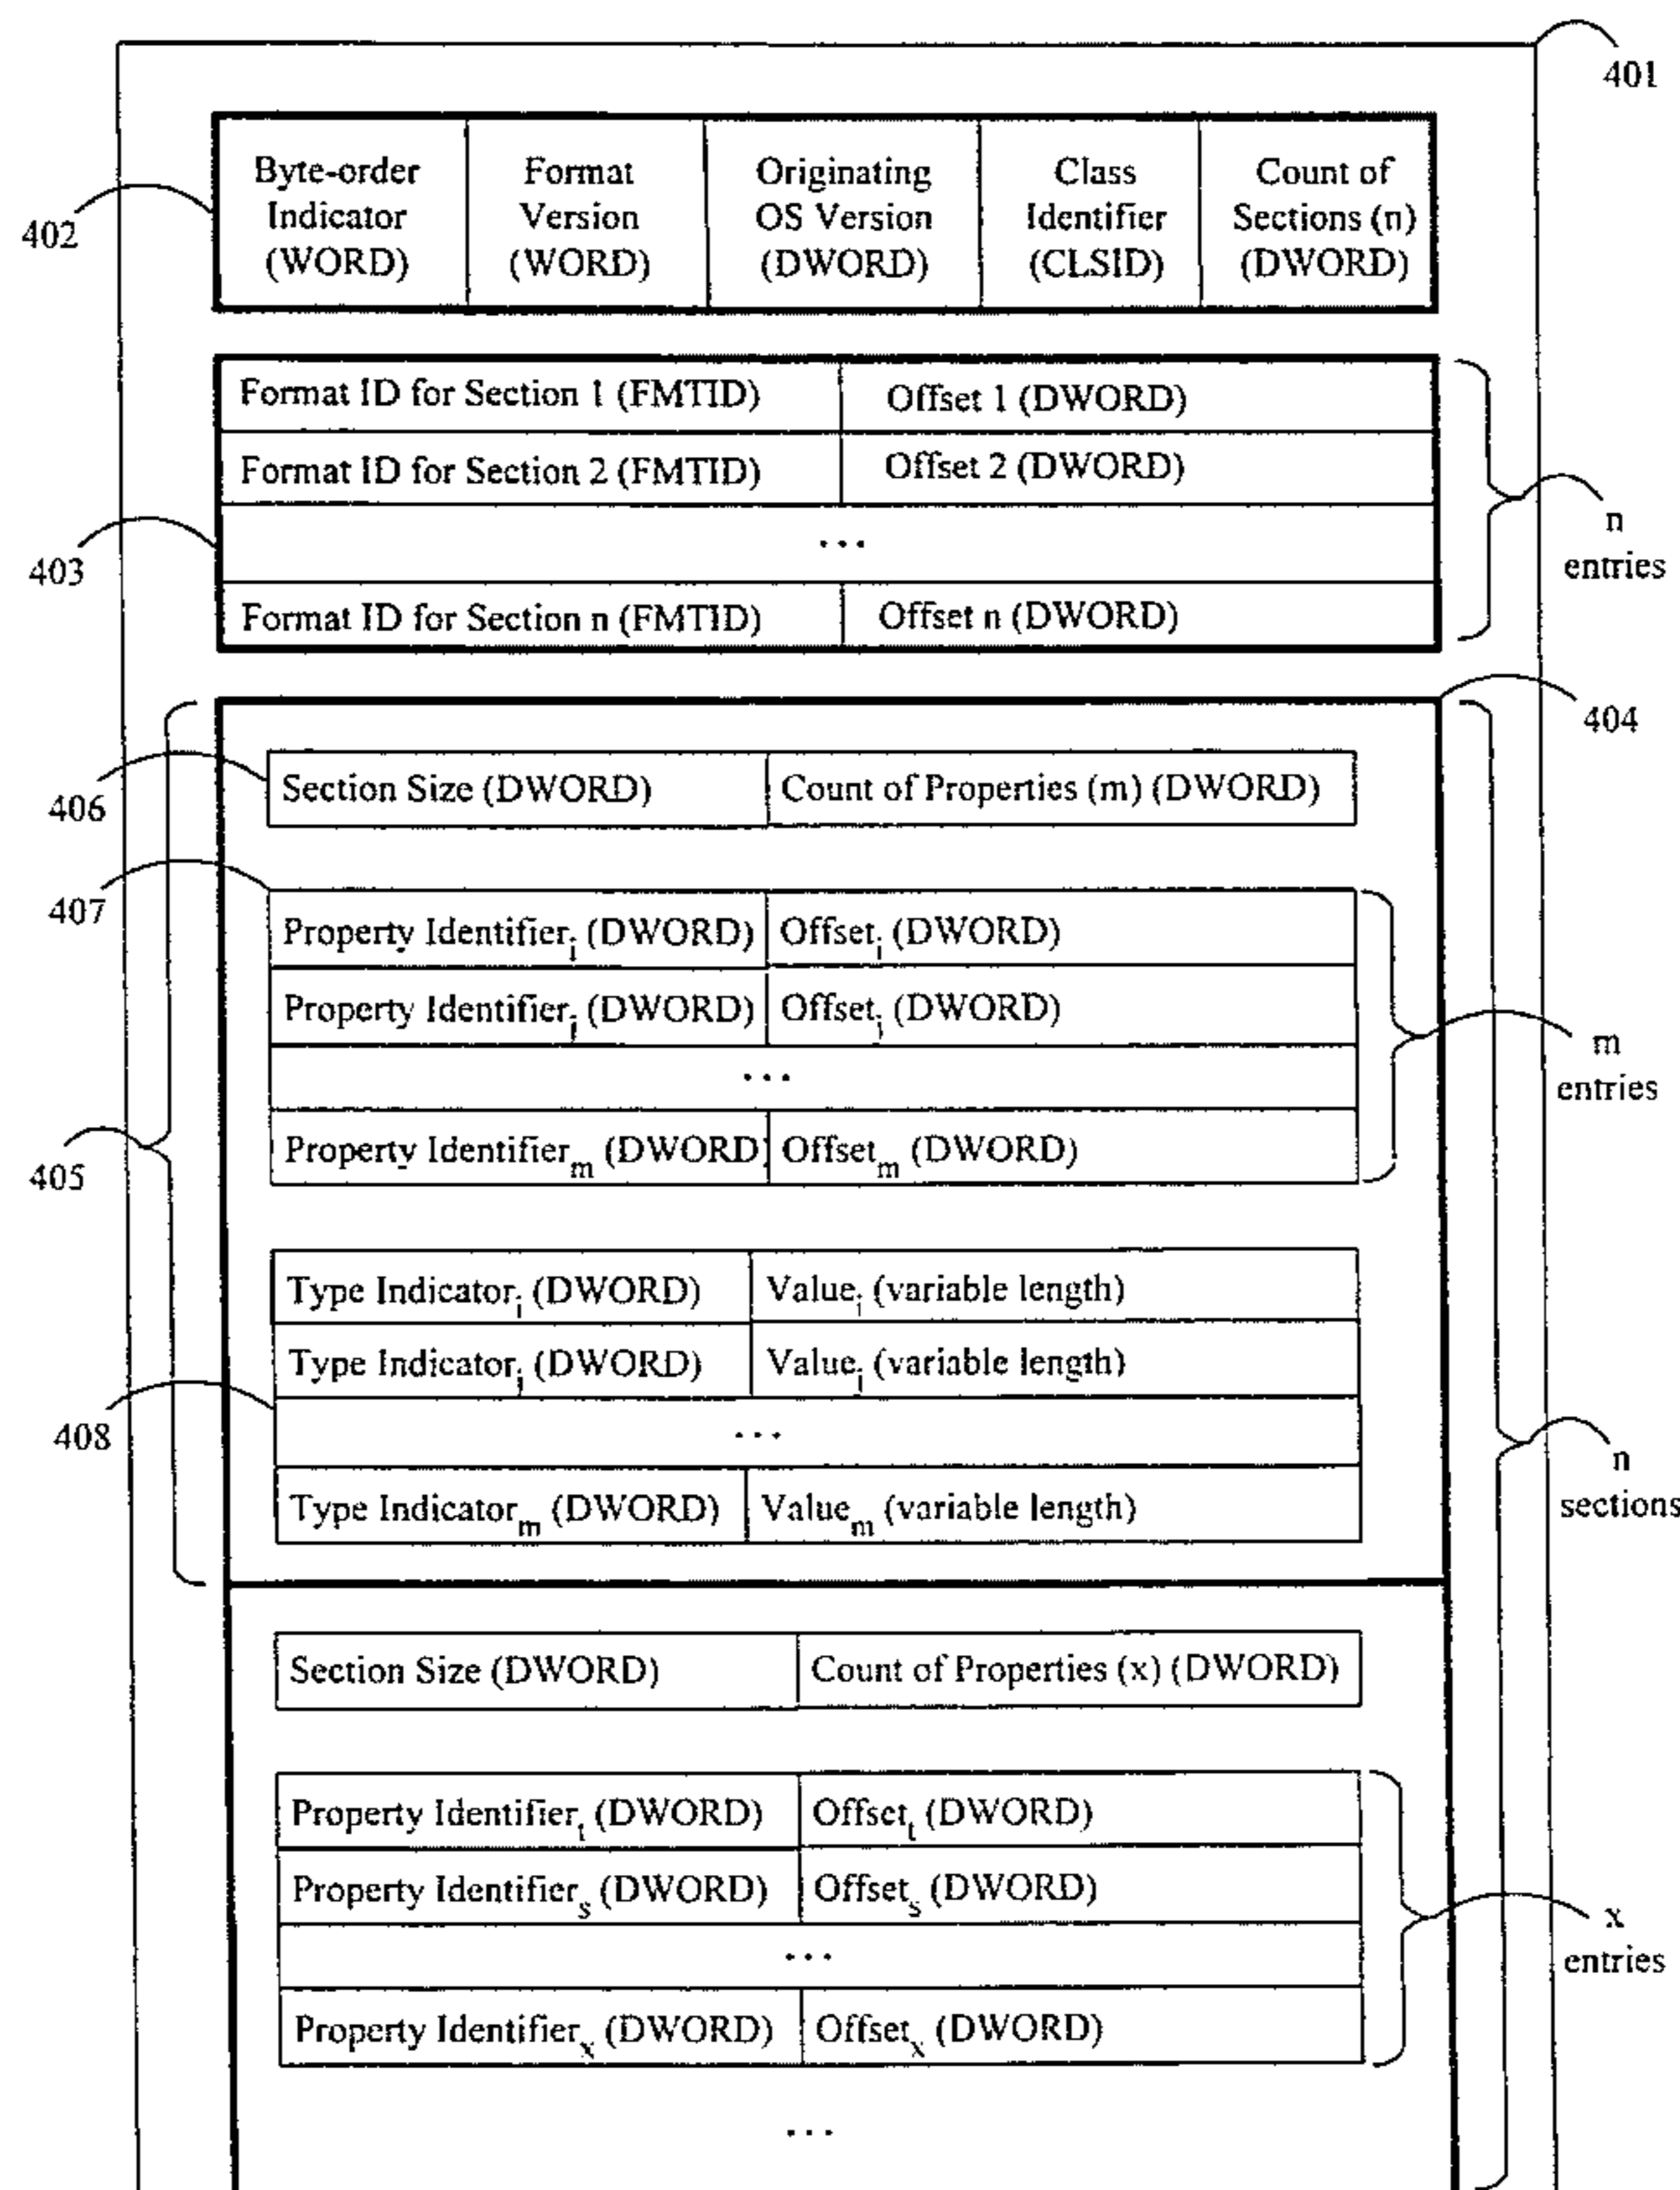 401
402
Byte-order Indicator (WORD)
Format Version (WORD)
Originating OS Version (DWORD)
Class Identifier (CLSID)
Count of Sections (n) (DWORD)
403
Format ID for Section 1 (FMTID) Offset 1 (DWORD)
Format ID for Section 2 (FMTID) Offset 2 (DWORD)
...
Format ID for Section n (FMTID) Offset n (DWORD)
n
entries
404
405
406
Section Size (DWORD) Count of Properties (m) (DWORD)
407
Property Identifieri (DWORD) Offseti (DWORD)
Property Identifierj (DWORD) Offsetj (DWORD)
...
Property Identifierm (DWORD) Offsetm (DWORD)
m
entries
Type Indicatori (DWORD) Valuei (variable length)
Type Indicatorj (DWORD) Valuej (variable length)
408
...
Type Indicatorm (DWORD) Valuem (variable length)
n
sections
Section Size (DWORD) Count of Properties (x) (DWORD)
Property Identifiert (DWORD) Offsett (DWORD)
Property Identifiers (DWORD) Offsets (DWORD)
...
Property Identifierx (DWORD) Offsetx (DWORD)
x
entries
...